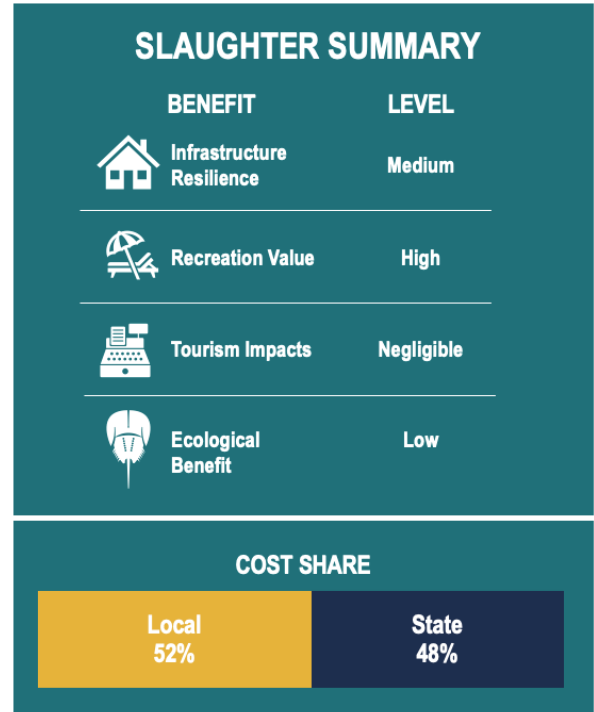 SLAUGHTER SUMMARY
BENEFIT LEVEL
Infrastructure
Resilience
Medium
Recreation Value High
Tourism Impacts Negligible
Ecological
Benefit
Low
COST SHARE
Local
52%
State
48%